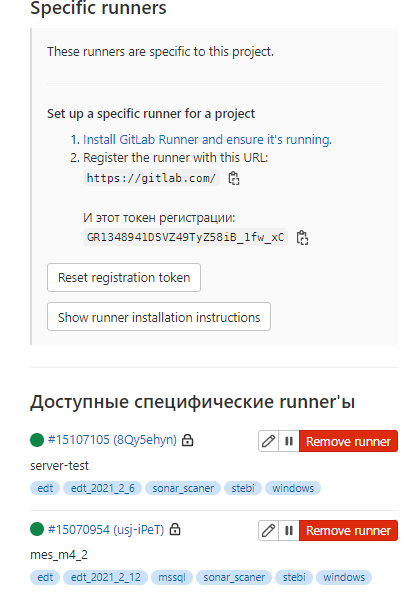 Specific runners
These runners are specific to this project.
Set up a specific runner for a project
1. Install GitLab Runner and ensure it's running.
2. Register the runner with this URL:
https://gitlab.com/
И этот токен регистрации:
GR1348941DSVZ49TyZ58iB_1fw_xC
Reset registration token
Show runner installation instructions
Доступные специфические runner'ы
#15107105 (8Qy5ehyn) Remove runner
server-test
edt edt_2021_2_6 sonar_scaner stebi windows
#15070954 (usj-iPeT) Remove runner
mes_m4_2
edt edt_2021_2_12 mssql sonar_scaner stebi windows